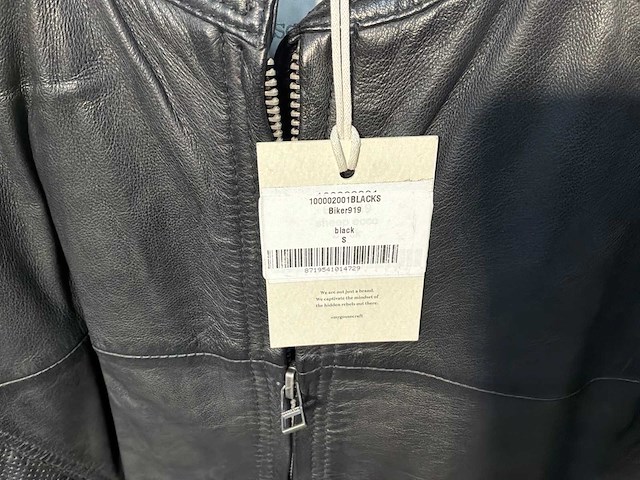 100002001BLACKS
Biker919
black
S
8719541014729
We are not just a brand.
We captivate the mindset of
the hidden rebels out there.